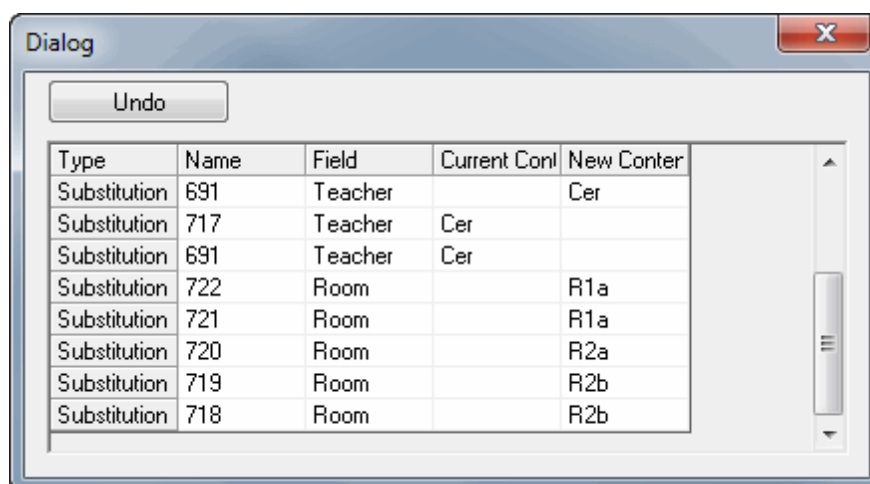 Dialog
Undo
Type Name Field Current Cont New Conter
Substitution 691 Teacher Cer
Substitution 717 Teacher Cer
Substitution 691 Teacher Cer
Substitution 722 Room R1a
Substitution 721 Room R1a
Substitution 720 Room R2a
Substitution 719 Room R2b
Substitution 718 Room R2b